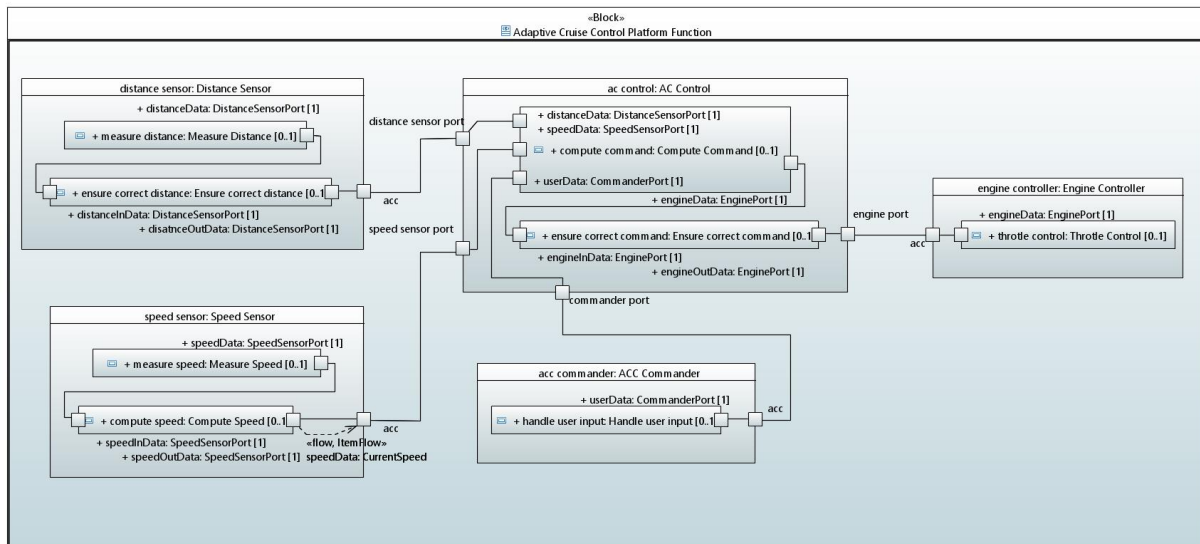 «Block»
Adaptive Cruise Control Platform Function
distance sensor: Distance Sensor
+ distanceData: DistanceSensorPort [1]
+ measure distance: Measure Distance [0..1]
+ ensure correct distance: Ensure correct distance [0..1]
acc
+ distanceInData: DistanceSensorPort [1]
+ disatnceOutData: DistanceSensorPort [1]
distance sensor port
speed sensor port
ac control: AC Control
+ distanceData: DistanceSensorPort [1]
+ speedData: SpeedSensorPort [1]
+ compute command: Compute Command [0..1]
+ userData: CommanderPort [1]
+ engineData: EnginePort [1]
+ ensure correct command: Ensure correct command [0..1]
+ engineInData: EnginePort [1]
+ engineOutData: EnginePort [1]
commander port
engine port
acc
engine controller: Engine Controller
+ engineData: EnginePort [1]
+ throttle control: Throttle Control [0..1]
speed sensor: Speed Sensor
+ speedData: SpeedSensorPort [1]
+ measure speed: Measure Speed [0..1]
+ compute speed: Compute Speed [0..1]
acc
+ speedInData: SpeedSensorPort [1]
+ speedOutData: SpeedSensorPort [1]
«flow, ItemFlow»
speedData: CurrentSpeed
acc commander: ACC Commander
+ userData: CommanderPort [1]
+ handle user input: Handle user input [0..1]
acc